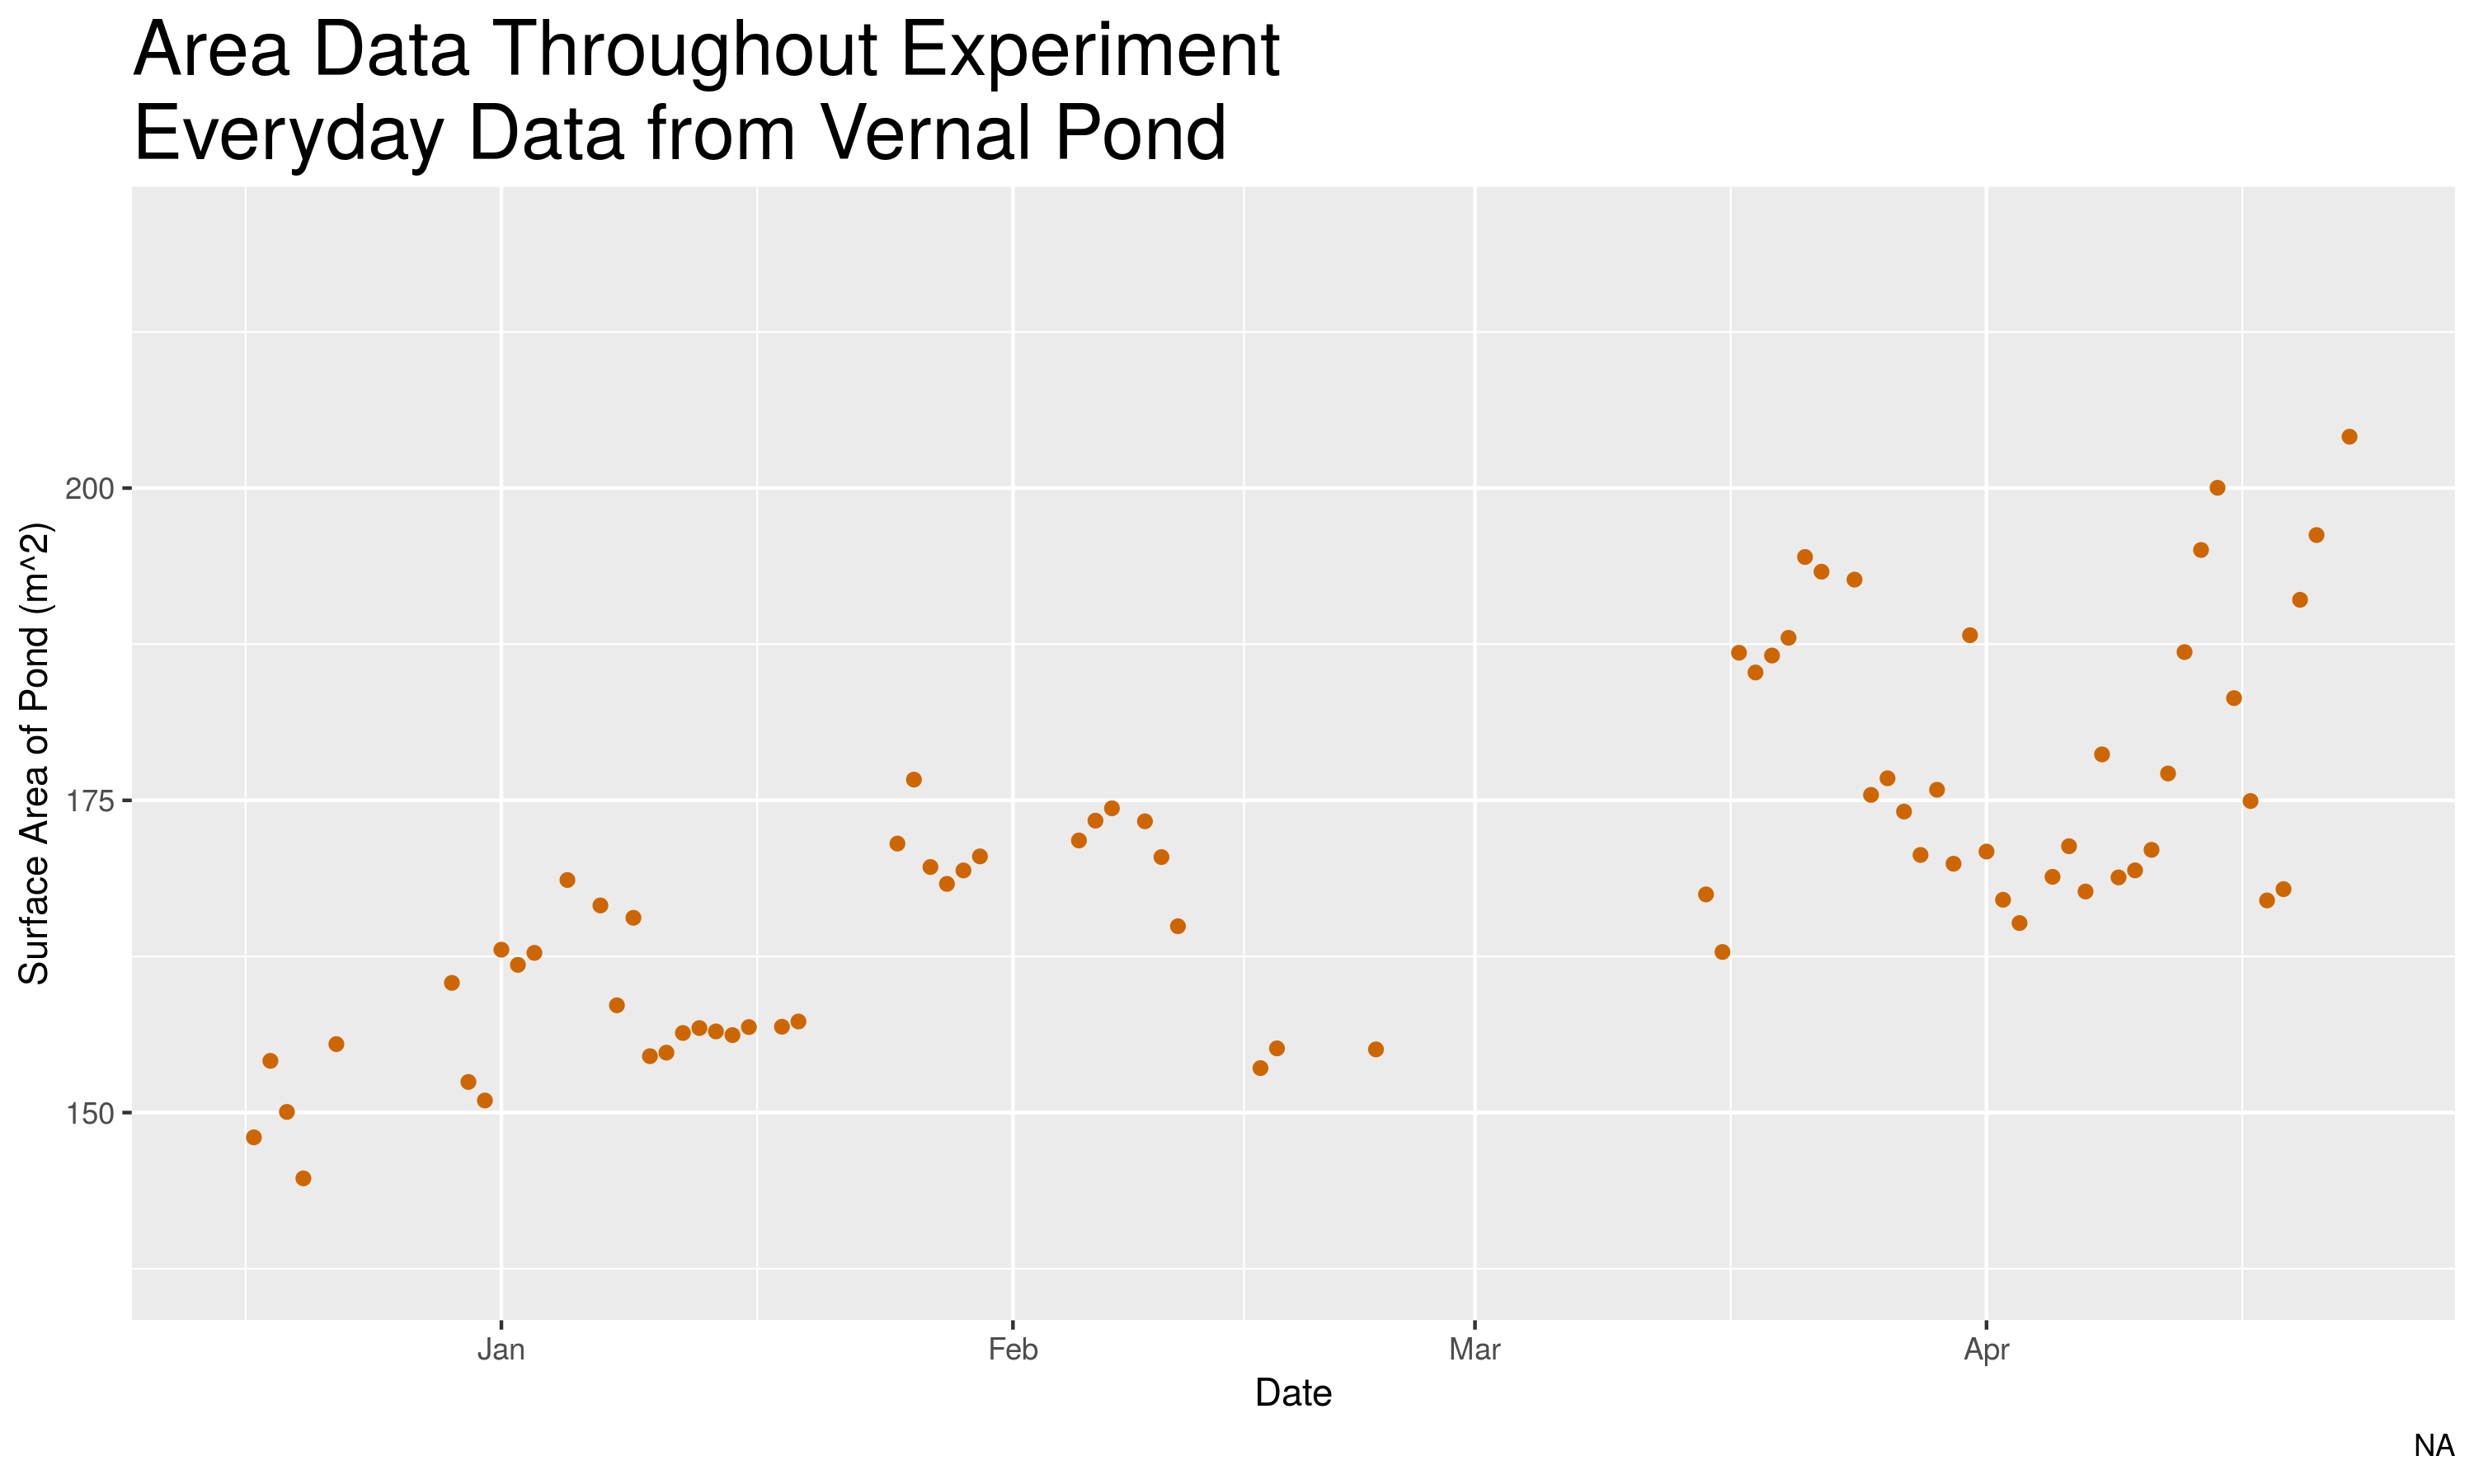 Area Data Throughout Experiment
Everyday Data from Vernal Pond
Surface Area of Pond (m^2)
200
175
150
Jan Feb Mar Apr
Date
NA